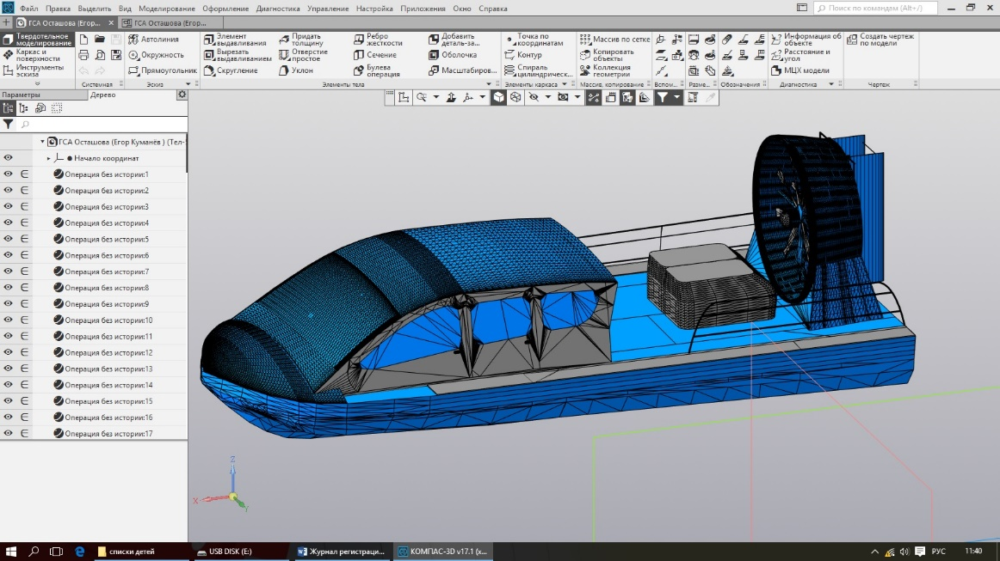 Файл Правка Выделить Вид Моделирование Оформление Диагностика Управление Настройка Приложения Окно Справка
Поиск по командам (Alt+/)
ГСА Осташова (Егор...
ГСА Осташова (Егор...
Твердотельное моделирование
Каркас и поверхности
Инструменты эскиза
Системная
Автолиния
Окружность
Прямоугольник
Эскиз
Элемент выдавливания
Вырезать выдавливанием
Скругление
Придать толщину
Отверстие простое
Уклон
Ребро жесткости
Сечение
Булева операция
Добавить деталь-за...
Оболочка
Масштабиров...
Элементы тела
Точка по координатам
Контур
Спираль цилиндрическ...
Элементы каркаса
Массив по сетке
Копировать объекты
Коллекция геометрии
Массив, копирование
Вспом...
Разме...
Обозначения
Информация об объекте
Расстояние и угол
МЦХ модели
Диагностика
Создать чертеж по модели
Чертеж
Параметры
Дерево
ГСА Осташова (Егор Куманёв ) (Тел-
Начало координат
Операция без истории:1
Операция без истории:2
Операция без истории:3
Операция без истории:4
Операция без истории:5
Операция без истории:6
Операция без истории:7
Операция без истории:8
Операция без истории:9
Операция без истории:10
Операция без истории:11
Операция без истории:12
Операция без истории:13
Операция без истории:14
Операция без истории:15
Операция без истории:16
Операция без истории:17
Z
X
Y
списки детей
USB DISK (E:)
Журнал регистраци...
КОМПАС-3D v17.1 (x...
РУС
11:40